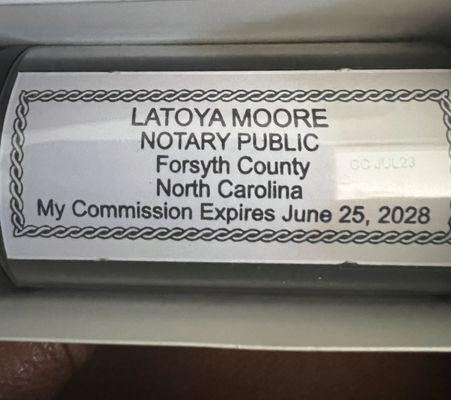 LATOYA MOORE
NOTARY PUBLIC
Forsyth County
CC JUL23
North Carolina
My Commission Expires June 25, 2028